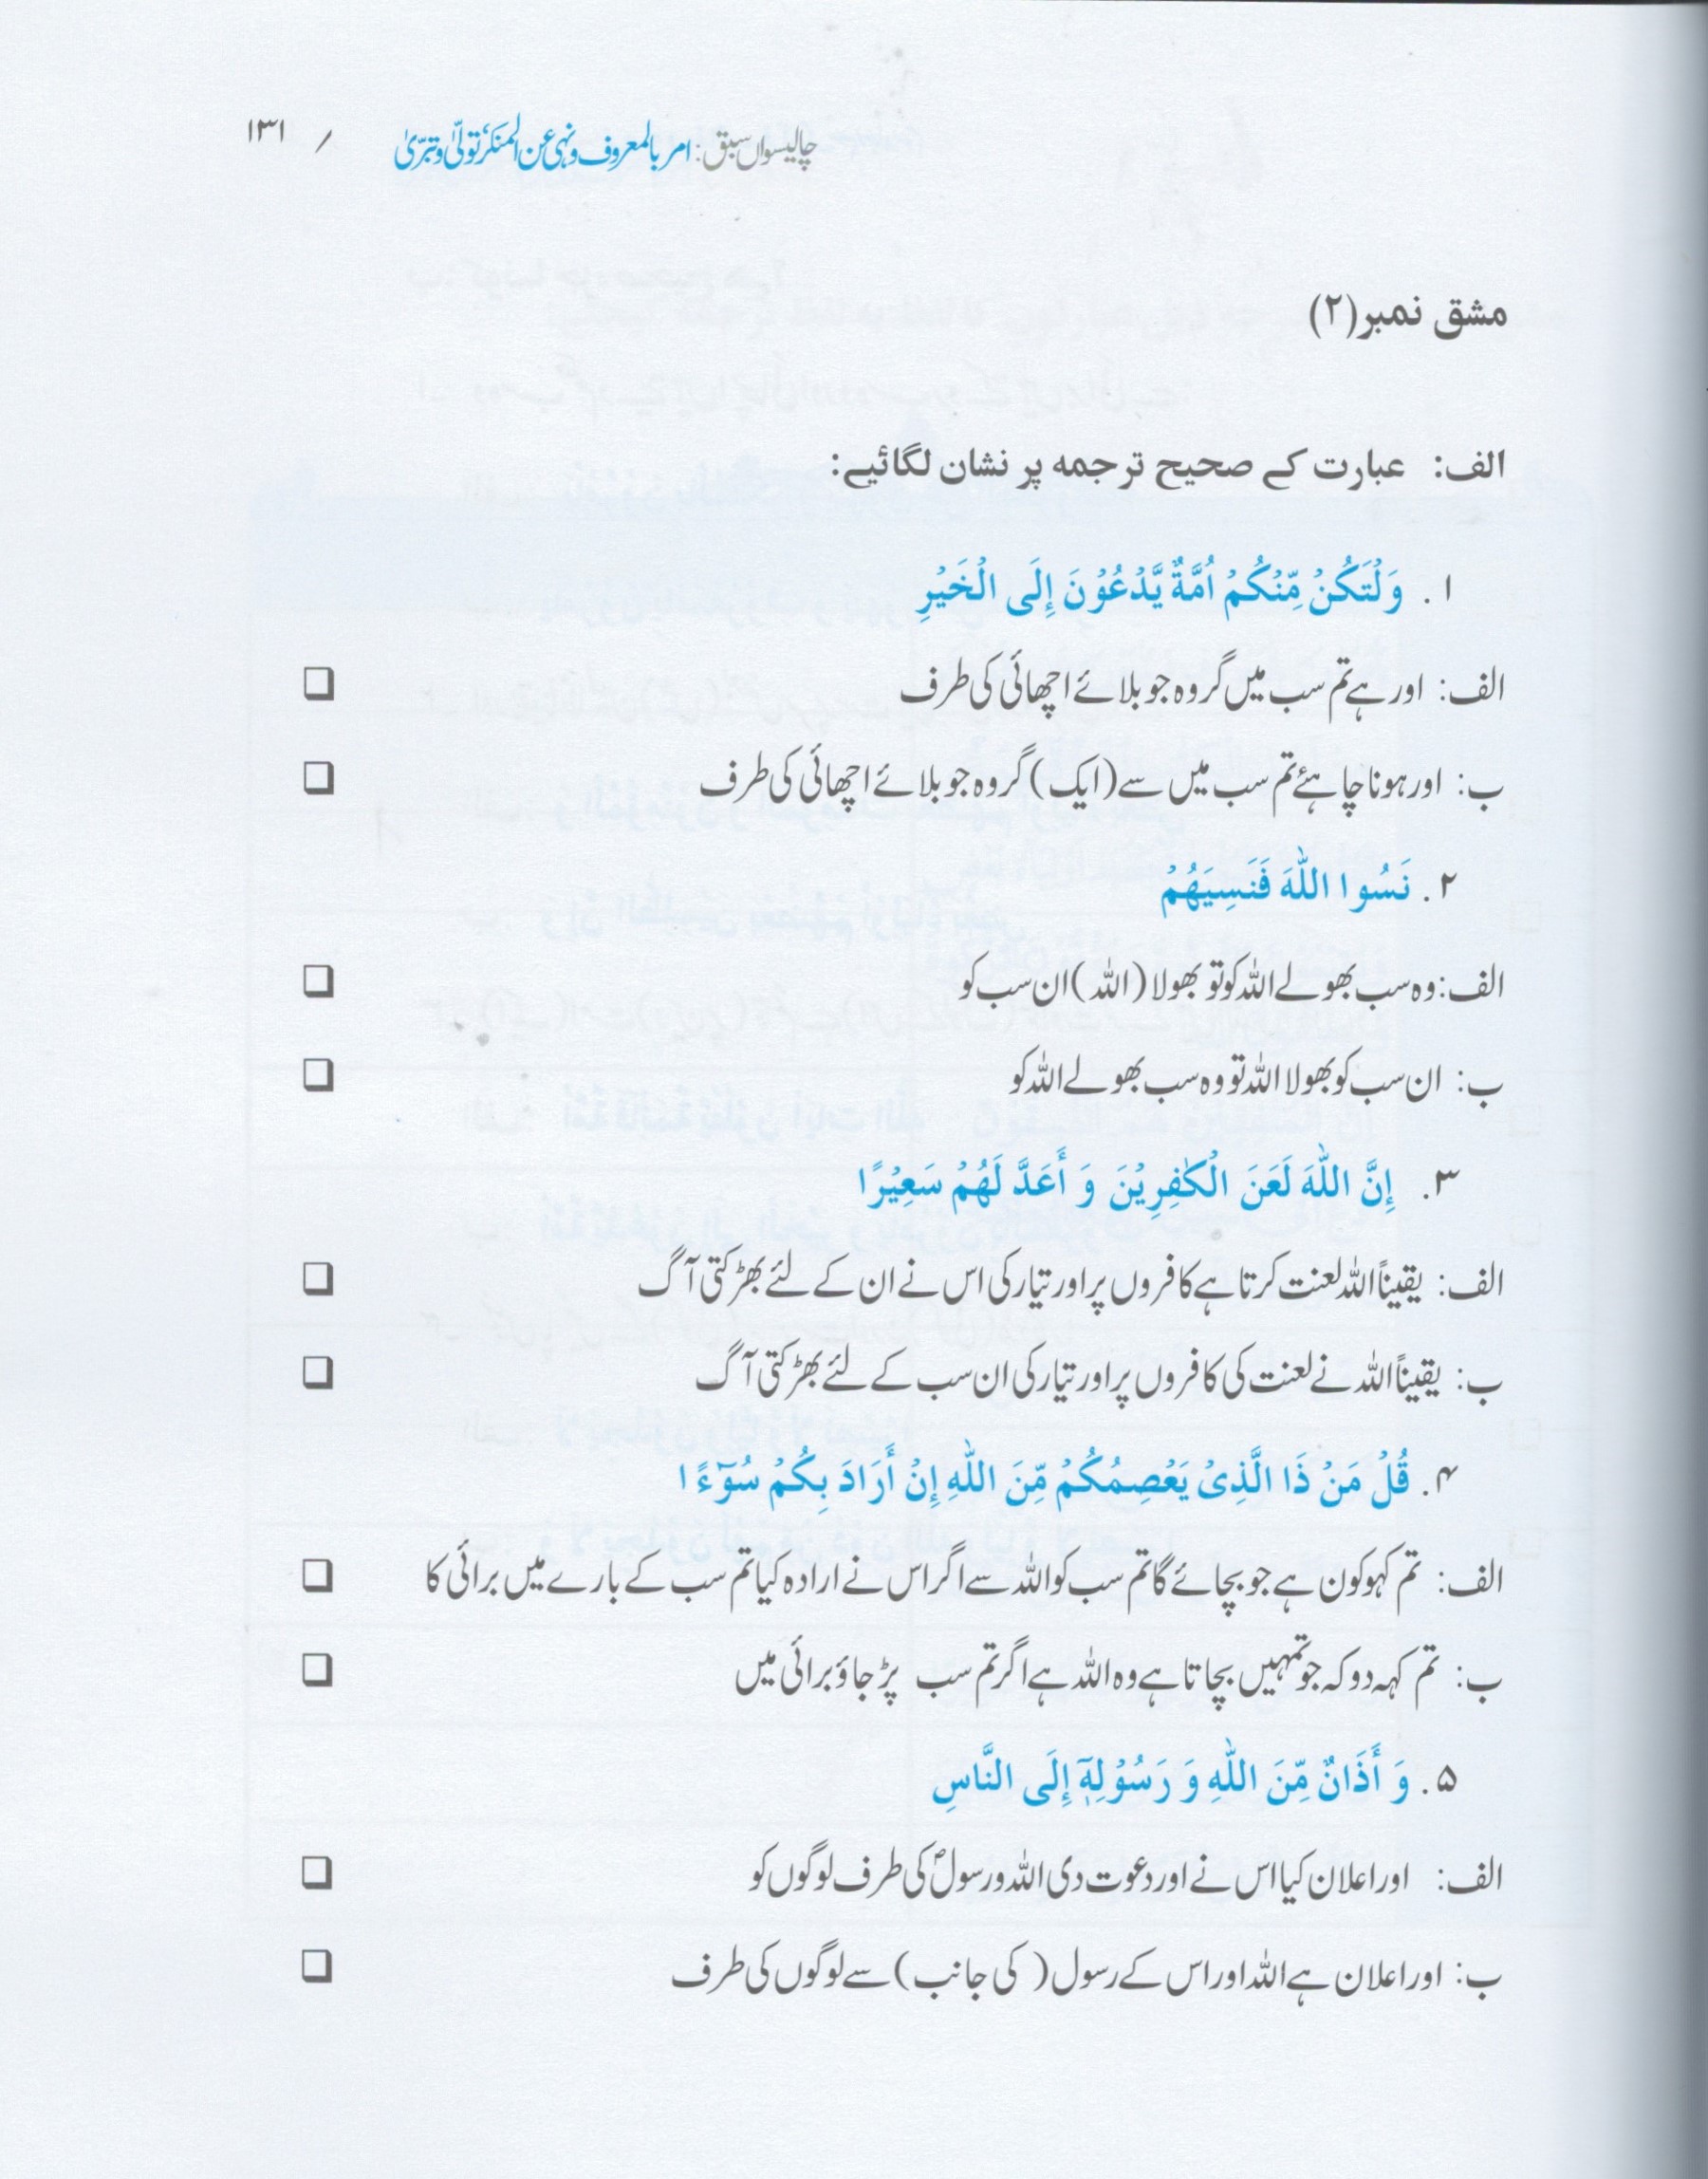 چالیسواں سبق: امر بالمعروف ونہی عن المنکر، تولّیٰ وتبرّیٰ / ۱۳۱
مشق نمبر (۲)
الف: عبارت کے صحیح ترجمہ پر نشان لگائیے:
۱. وَلْتَكُنْ مِّنْكُمْ اُمَّةٌ يَّدْعُوْنَ إِلَى الْخَيْرِ
الف: اور ہے تم سب میں گروہ جو بلائے اچھائی کی طرف ❑
ب: اور ہونا چاہئے تم سب میں سے (ایک) گروہ جو بلائے اچھائی کی طرف ❑
۲. نَسُوا اللّٰهَ فَنَسِيَهُمْ
الف: وہ سب بھولے اللہ کو تو بھولا (اللہ) ان سب کو ❑
ب: ان سب کو بھولا اللہ تو وہ سب بھولے اللہ کو ❑
۳. إِنَّ اللّٰهَ لَعَنَ الْكٰفِرِيْنَ وَ أَعَدَّ لَهُمْ سَعِيْرًا
الف: یقیناً اللہ لعنت کرتا ہے کافروں پر اور تیار کی اس نے ان کے لئے بھڑکتی آگ ❑
ب: یقیناً اللہ نے لعنت کی کافروں پر اور تیار کی ان سب کے لئے بھڑکتی آگ ❑
۴. قُلْ مَنْ ذَا الَّذِىْ يَعْصِمُكُمْ مِّنَ اللّٰهِ إِنْ أَرَادَ بِكُمْ سُوْٓءًا
الف: تم کہو کون ہے جو بچائے گا تم سب کو اللہ سے اگر اس نے ارادہ کیا تم سب کے بارے میں برائی کا ❑
ب: تم کہہ دو کہ جو تمہیں بچاتا ہے وہ اللہ ہے اگر تم سب پڑ جاؤ برائی میں ❑
۵. وَ أَذَانٌ مِّنَ اللّٰهِ وَ رَسُوْلِهٖٓ إِلَى النَّاسِ
الف: اور اعلان کیا اس نے اور دعوت دی اللہ و رسولؐ کی طرف لوگوں کو ❑
ب: اور اعلان ہے اللہ اور اس کے رسول (کی جانب) سے لوگوں کی طرف ❑